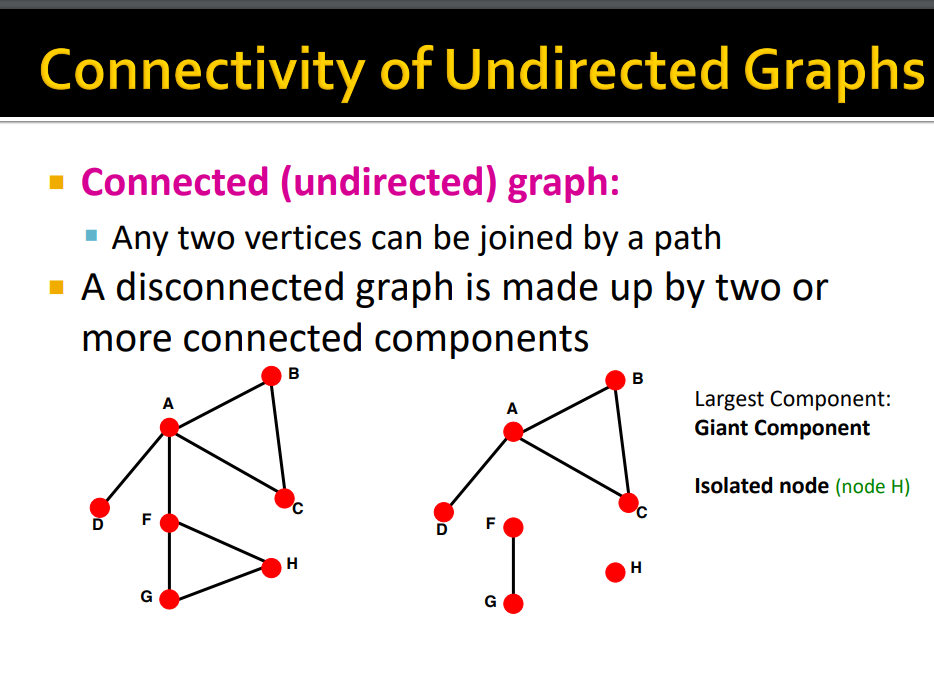 Connectivity of Undirected Graphs
Connected (undirected) graph:
Any two vertices can be joined by a path
A disconnected graph is made up by two or
more connected components
B
A
D
F
C
H
G
B
A
D
F
C
H
G
Largest Component:
Giant Component
Isolated node (node H)